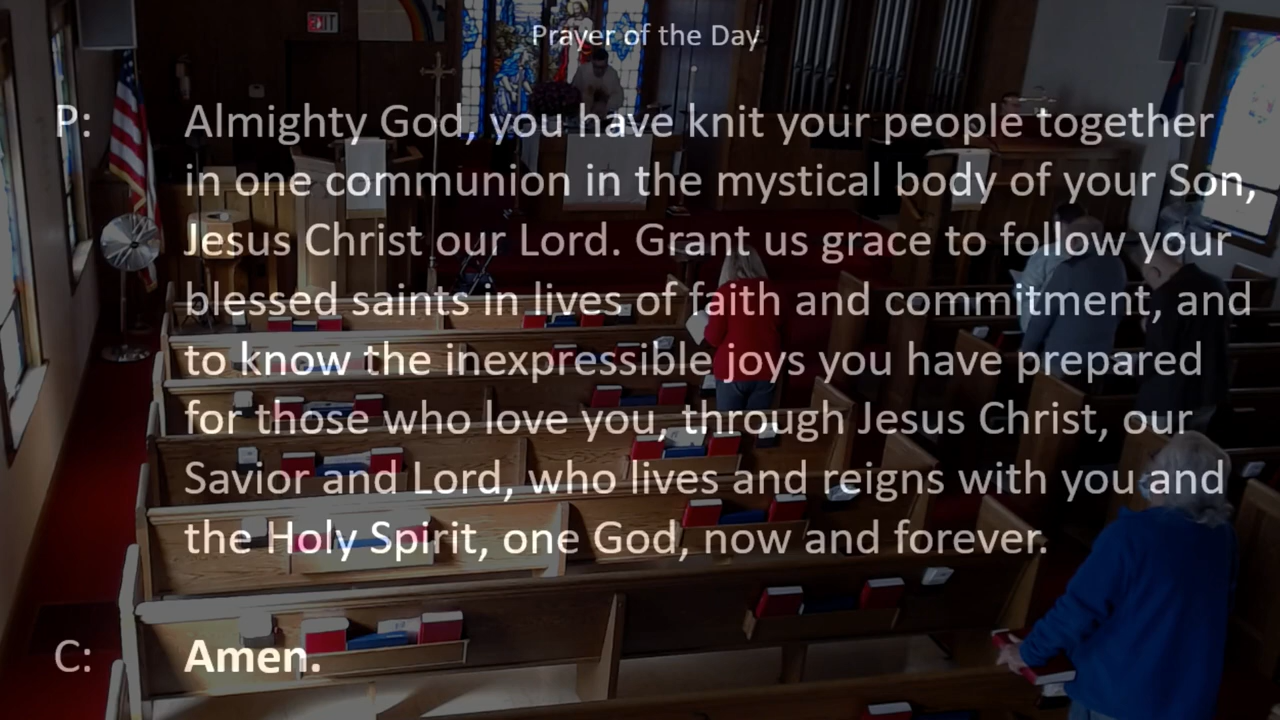 EXIT
Prayer of the Day
P: Almighty God, you have knit your people together
in one communion in the mystical body of your Son,
Jesus Christ our Lord. Grant us grace to follow your
blessed saints in lives of faith and commitment, and
to know the inexpressible joys you have prepared
for those who love you, through Jesus Christ, our
Savior and Lord, who lives and reigns with you and
the Holy Spirit, one God, now and forever.
C: Amen.